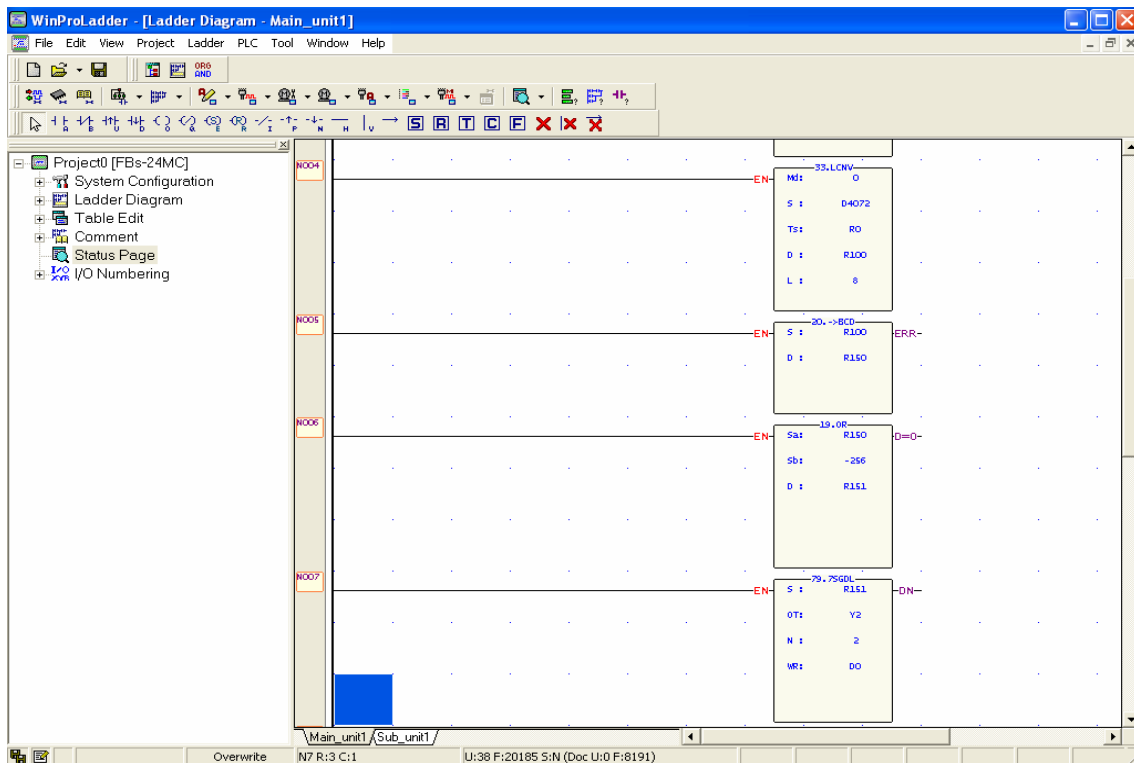 WinProLadder - [Ladder Diagram - Main_unit1]
File Edit View Project Ladder PLC Tool Window Help
ORG
AND
A B U D O Q E R I P N H V S R T C F
Project0 [FBs-24MC]
System Configuration
Ladder Diagram
Table Edit
Comment
Status Page
I/O Numbering
N004
33.LCNV
EN Md: 0
S : D4072
Ts: R0
D : R100
L : 8
N005
20.->BCD
EN S : R100 ERR
D : R150
N006
19.OR
EN Sa: R150 D=0
Sb: -256
D : R151
N007
79.7SGDL
EN S : R151 DN
OT: Y2
N : 2
WR: D0
Main_unit1 Sub_unit1
Overwrite N7 R:3 C:1 U:38 F:20185 S:N (Doc U:0 F:8191)